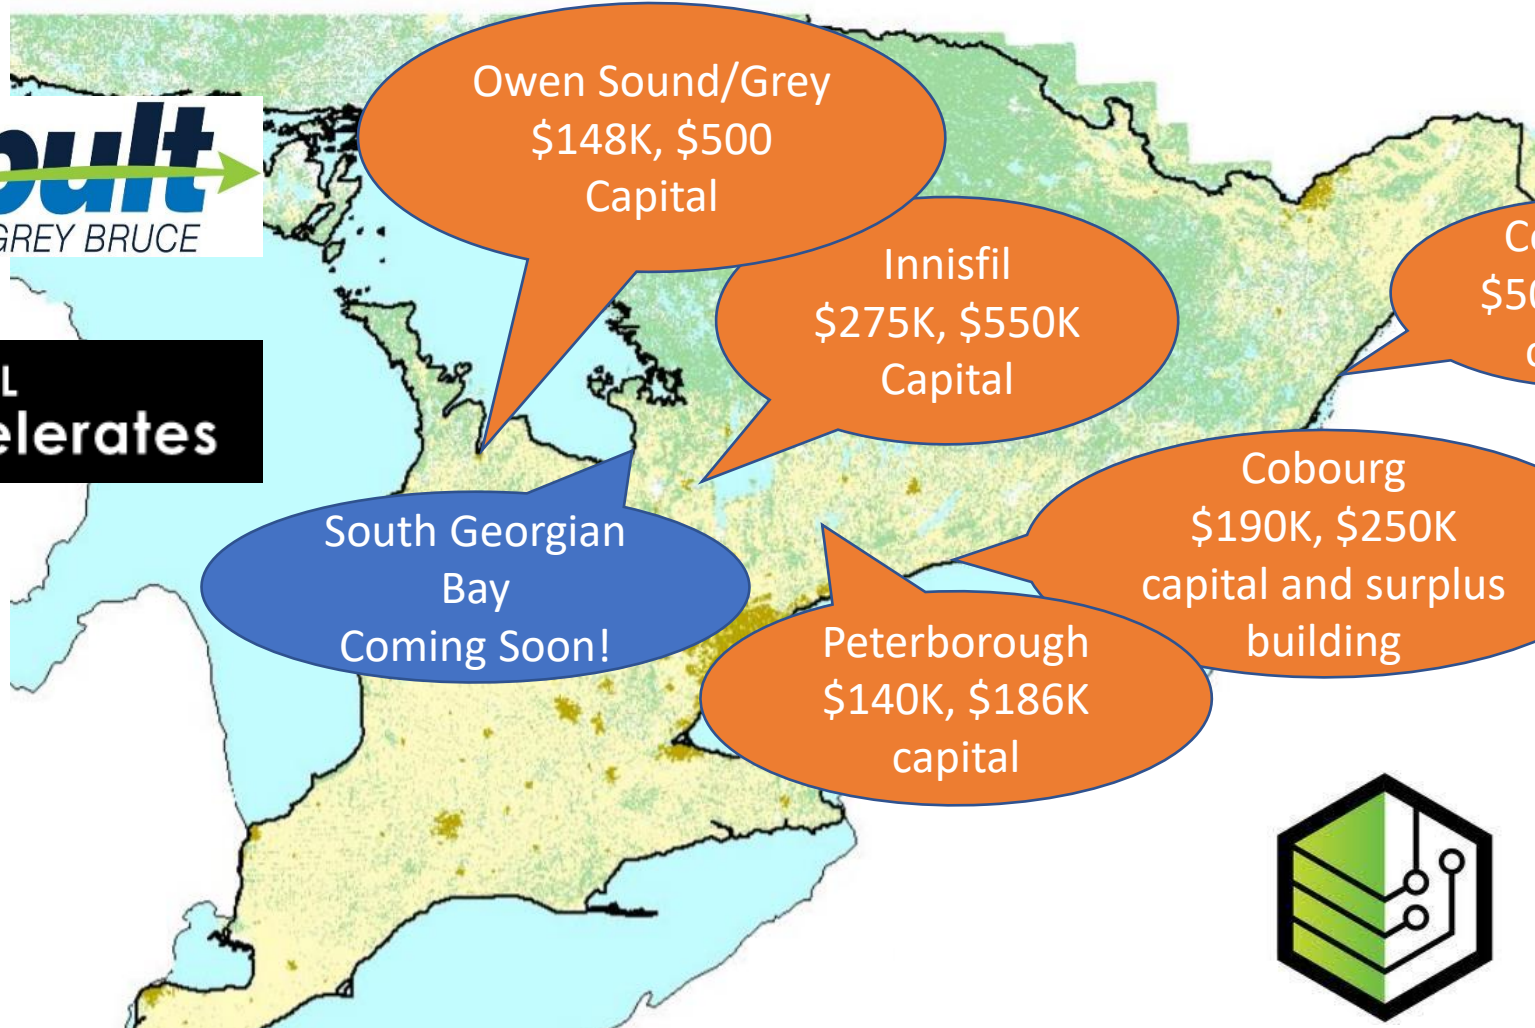 Owen Sound/Grey
$148K, $500
Capital
GREY BRUCE
Innisfil
$275K, $550K
Capital
South Georgian
Bay
Coming Soon!
Cobourg
$190K, $250K
capital and surplus
building
Peterborough
$140K, $186K
capital